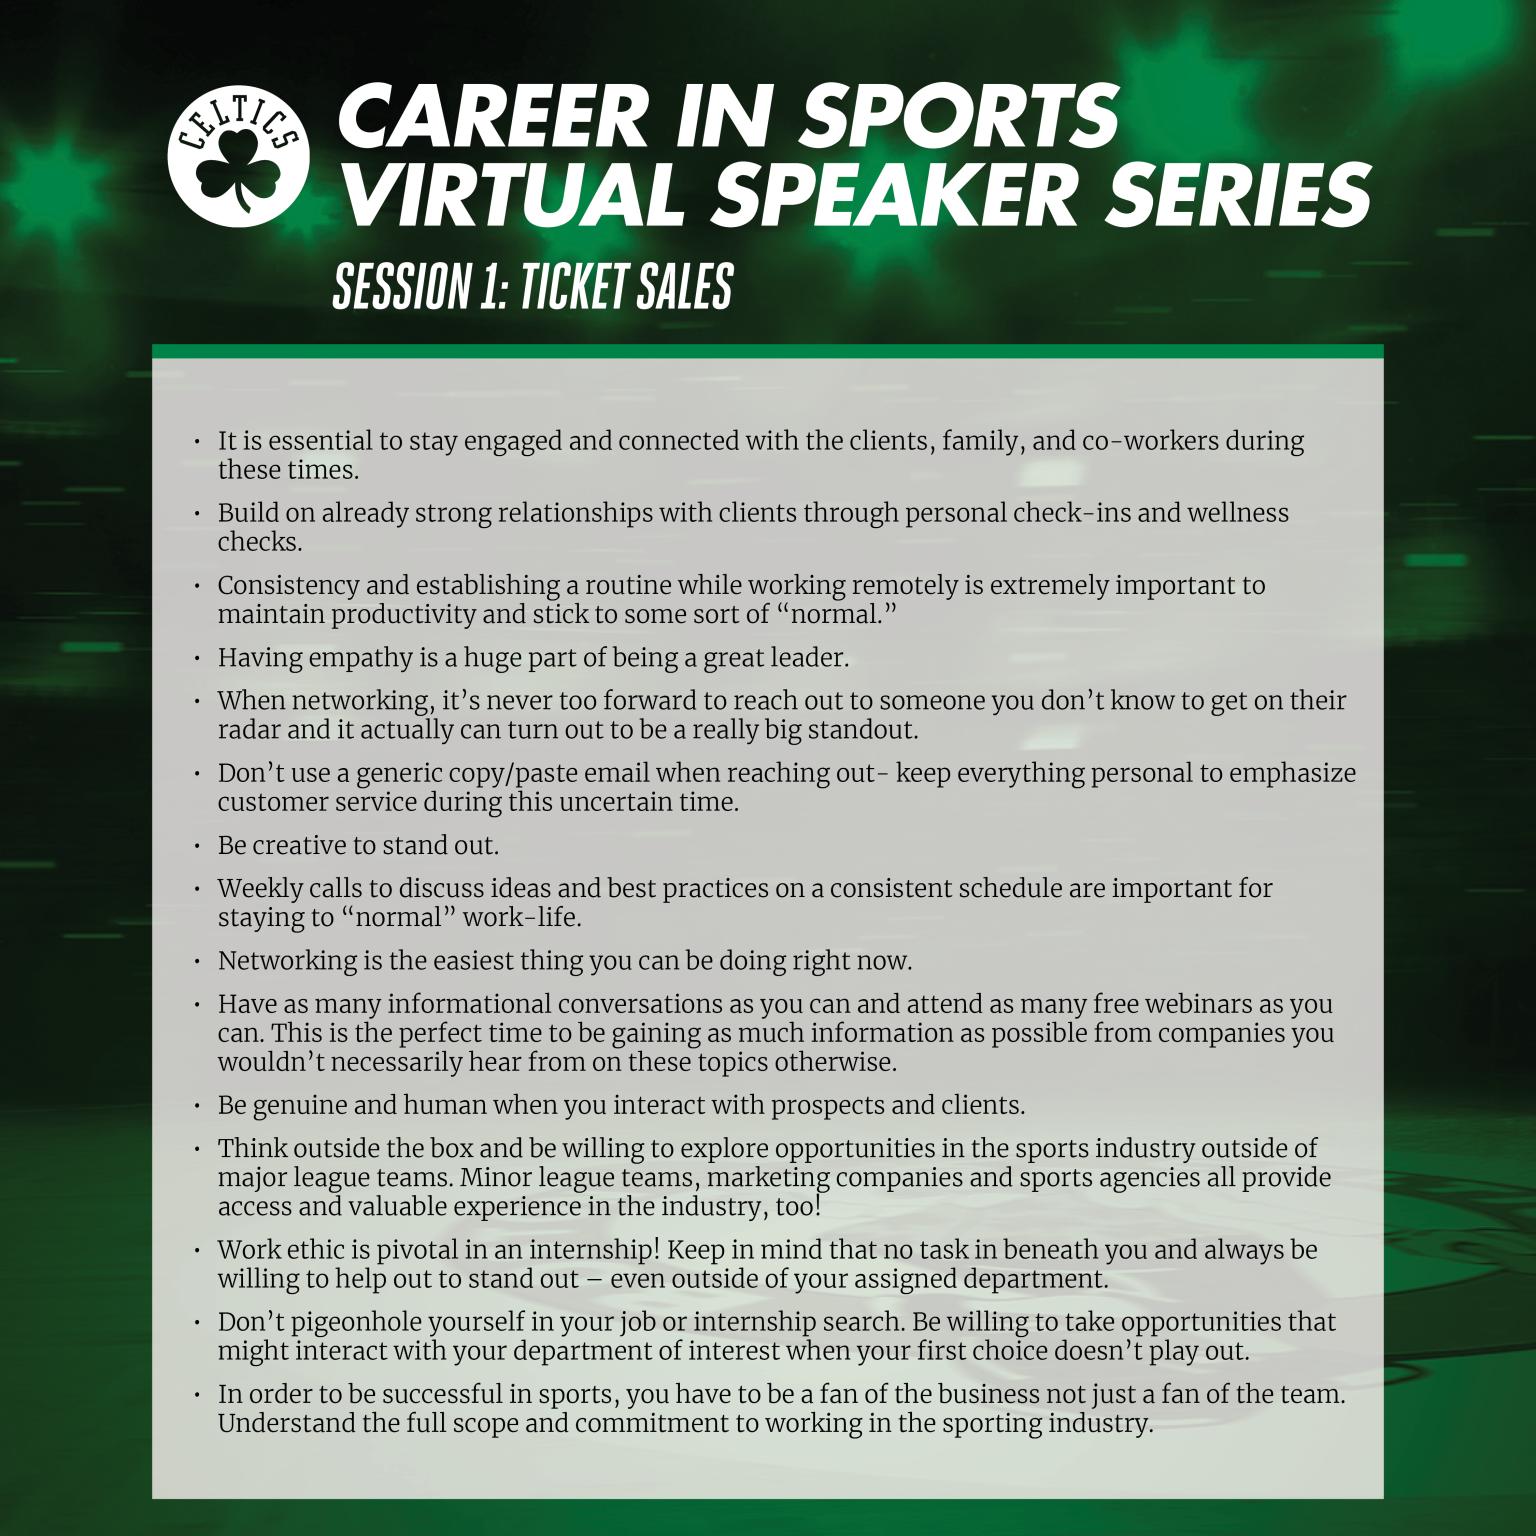 CELTICS
CAREER IN SPORTS
VIRTUAL SPEAKER SERIES
SESSION 1: TICKET SALES
• It is essential to stay engaged and connected with the clients, family, and co-workers during
these times.
• Build on already strong relationships with clients through personal check-ins and wellness
checks.
• Consistency and establishing a routine while working remotely is extremely important to
maintain productivity and stick to some sort of “normal.”
• Having empathy is a huge part of being a great leader.
• When networking, it’s never too forward to reach out to someone you don’t know to get on their
radar and it actually can turn out to be a really big standout.
• Don’t use a generic copy/paste email when reaching out- keep everything personal to emphasize
customer service during this uncertain time.
• Be creative to stand out.
• Weekly calls to discuss ideas and best practices on a consistent schedule are important for
staying to “normal” work-life.
• Networking is the easiest thing you can be doing right now.
• Have as many informational conversations as you can and attend as many free webinars as you
can. This is the perfect time to be gaining as much information as possible from companies you
wouldn’t necessarily hear from on these topics otherwise.
• Be genuine and human when you interact with prospects and clients.
• Think outside the box and be willing to explore opportunities in the sports industry outside of
major league teams. Minor league teams, marketing companies and sports agencies all provide
access and valuable experience in the industry, too!
• Work ethic is pivotal in an internship! Keep in mind that no task in beneath you and always be
willing to help out to stand out – even outside of your assigned department.
• Don’t pigeonhole yourself in your job or internship search. Be willing to take opportunities that
might interact with your department of interest when your first choice doesn’t play out.
• In order to be successful in sports, you have to be a fan of the business not just a fan of the team.
Understand the full scope and commitment to working in the sporting industry.